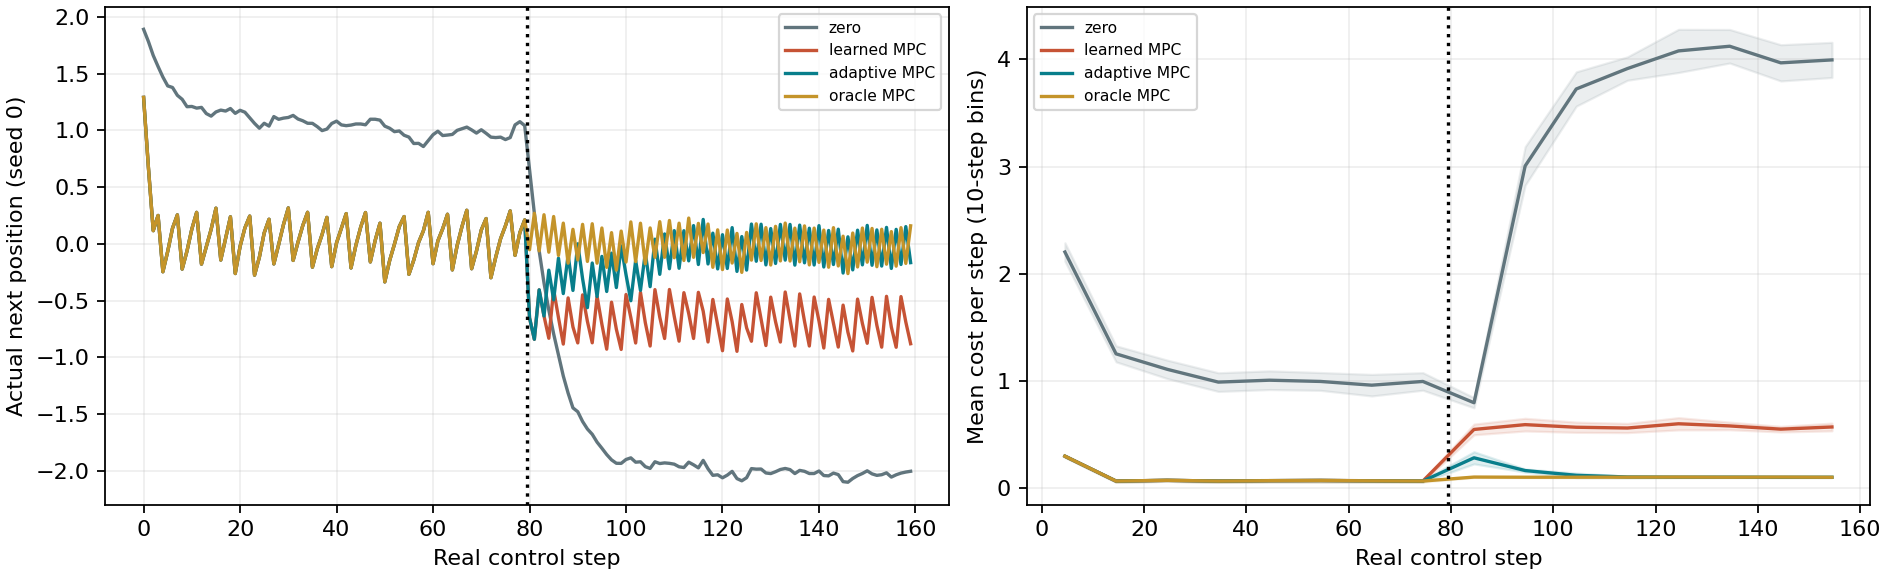 Actual next position (seed 0)
2.0
1.5
1.0
0.5
0.0
−0.5
−1.0
−1.5
−2.0
zero
learned MPC
adaptive MPC
oracle MPC
0 20 40 60 80 100 120 140 160
Real control step
Mean cost per step (10-step bins)
4
3
2
1
0
zero
learned MPC
adaptive MPC
oracle MPC
0 20 40 60 80 100 120 140 160
Real control step